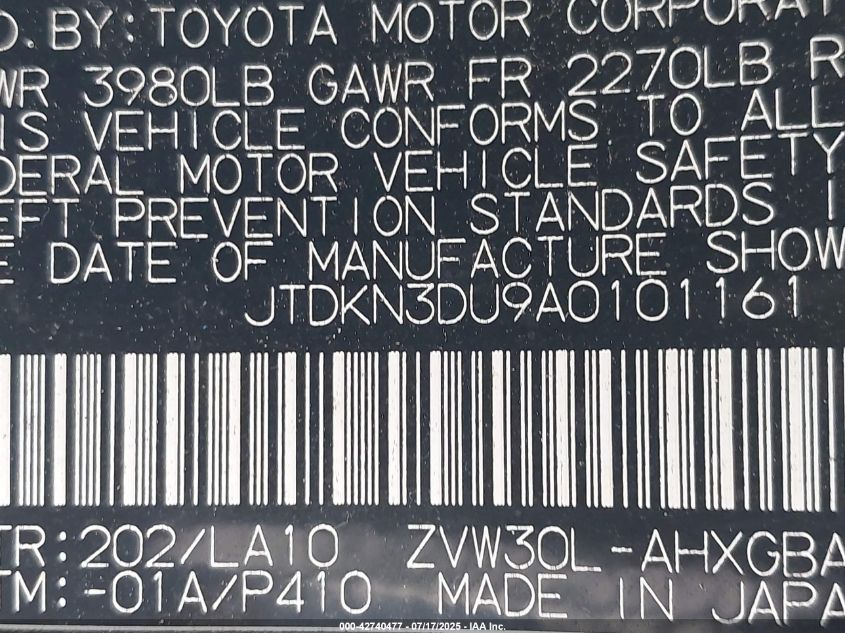 D. BY: TOYOTA MOTOR CORPORAT
WR 3980LB GAWR FR 2270LB R
IS VEHICLE CONFORMS TO ALL
DERAL MOTOR VEHICLE SAFETY
EFT PREVENTION STANDARDS I
E DATE OF MANUFACTURE SHOW
JTDKN3DU9A0101161
TR:202/LA10 ZVW30L-AHXGBA
TM:-01A/P410 MADE IN JAPA
000-42740477 - 07/17/2025 - IAA Inc.